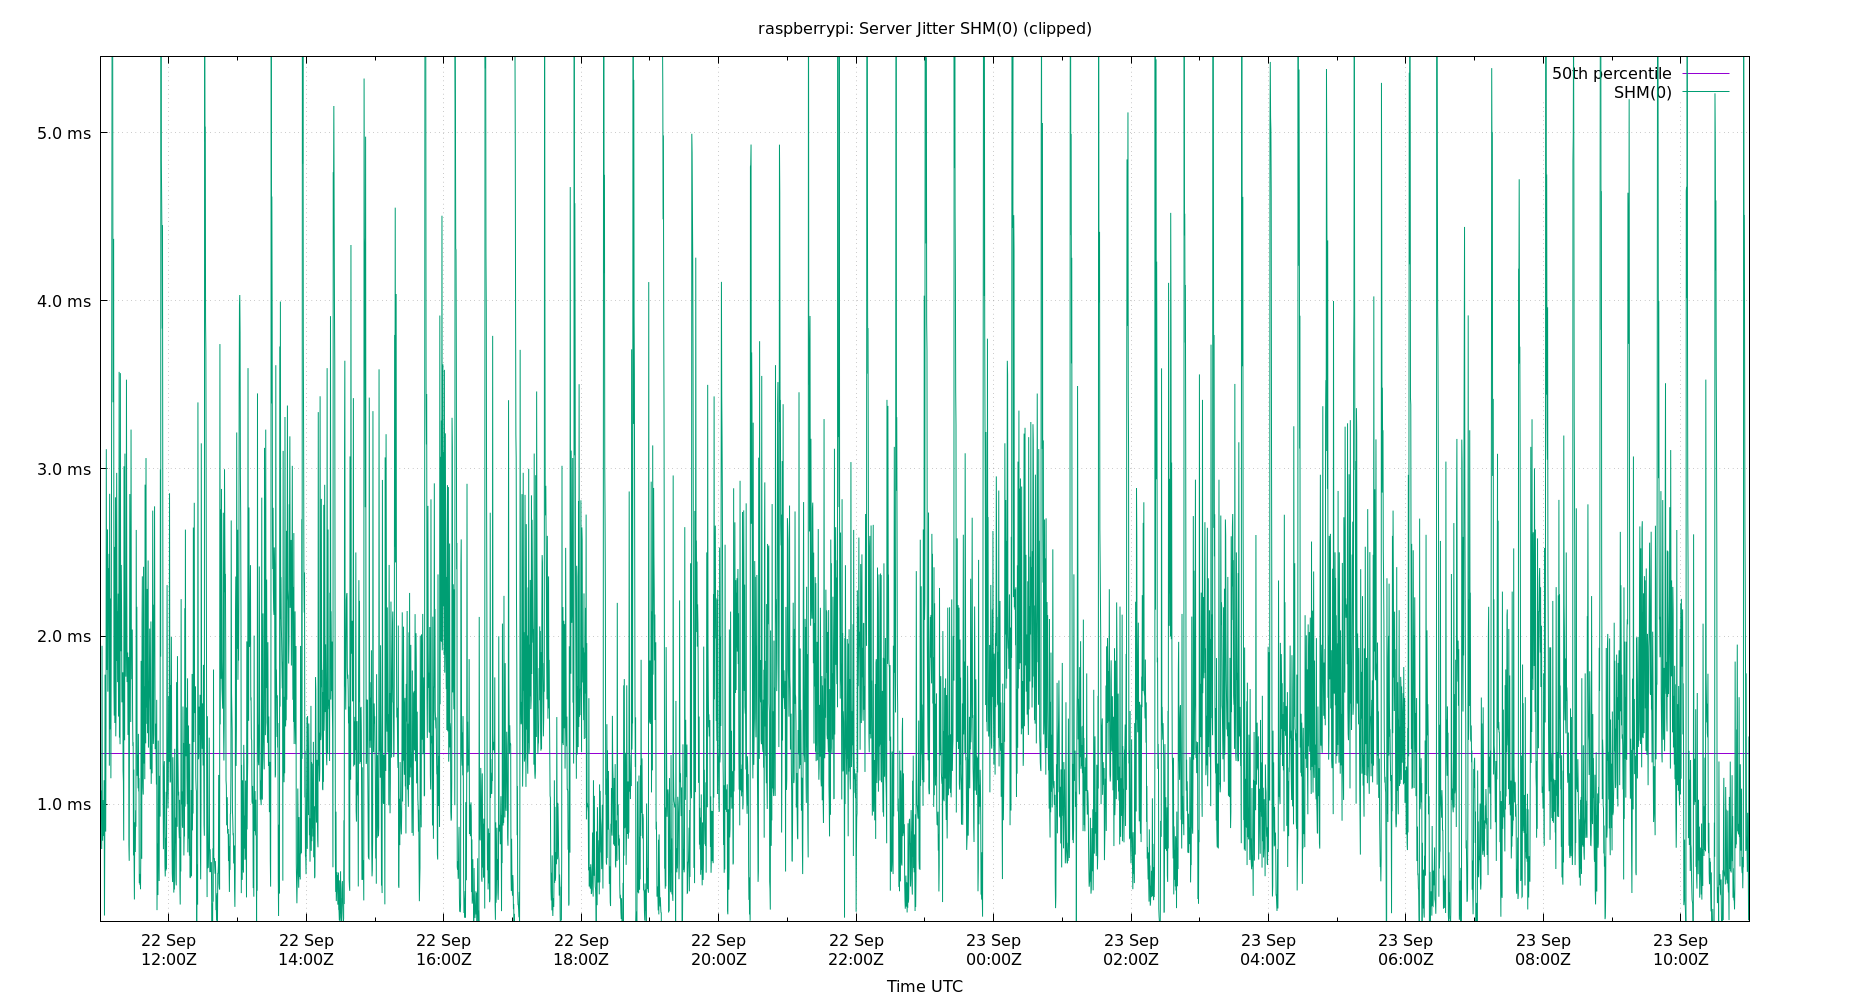 raspberrypi: Server Jitter SHM(0) (clipped)
50th percentile
SHM(0)
5.0 ms
4.0 ms
3.0 ms
2.0 ms
1.0 ms
22 Sep 22 Sep 22 Sep 22 Sep 22 Sep 22 Sep 23 Sep 23 Sep 23 Sep 23 Sep 23 Sep 23 Sep
12:00Z 14:00Z 16:00Z 18:00Z 20:00Z 22:00Z 00:00Z 02:00Z 04:00Z 06:00Z 08:00Z 10:00Z
Time UTC